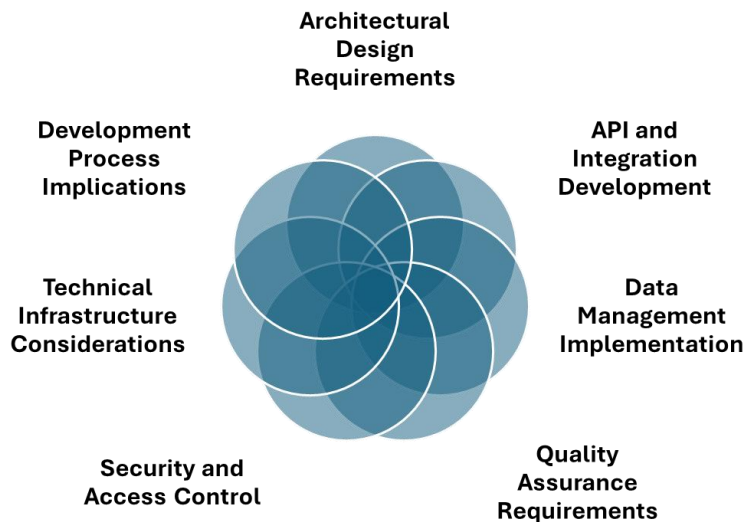 Architectural
Design
Requirements
API and
Integration
Development
Data
Management
Implementation
Quality
Assurance
Requirements
Security and
Access Control
Technical
Infrastructure
Considerations
Development
Process
Implications